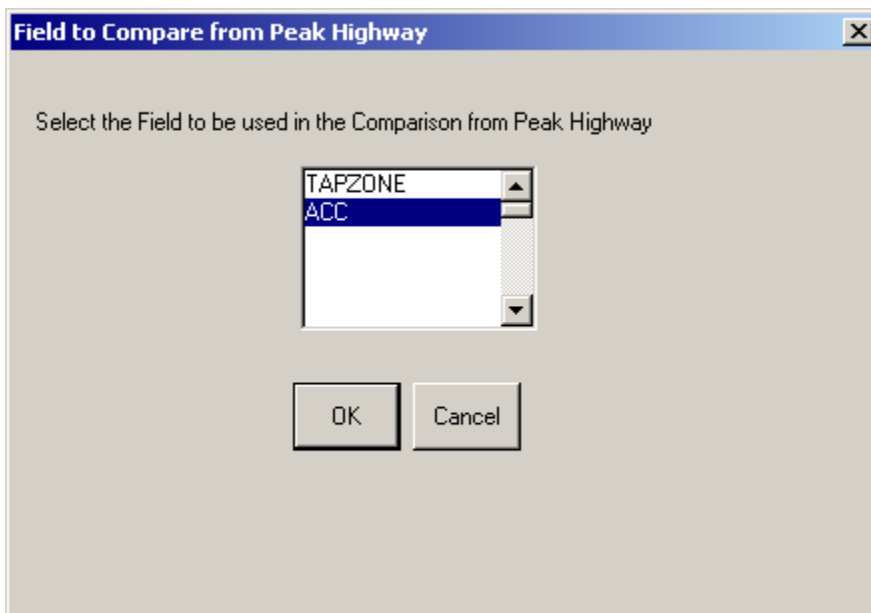 Field to Compare from Peak Highway
Select the Field to be used in the Comparison from Peak Highway
TAPZONE
ACC
OK
Cancel